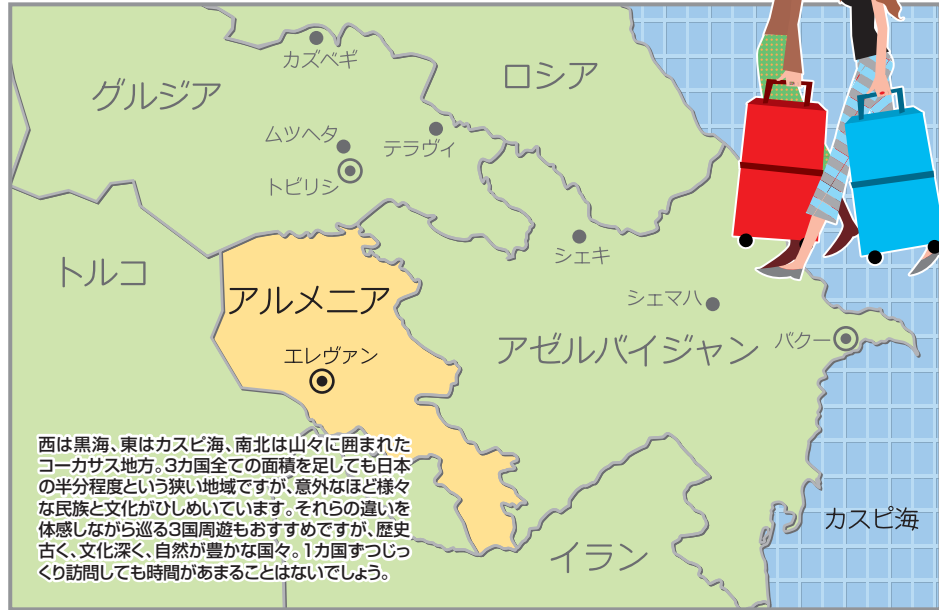 カズベギ
ロシア
グルジア
ムツヘタ
テラヴィ
トビリシ
シェキ
トルコ
アルメニア
シェマハ
アゼルバイジャン
バクー
エレヴァン
西は黒海、東はカスピ海、南北は山々に囲まれた
コーカサス地方。3カ国全ての面積を足しても日本
の半分程度という狭い地域ですが、意外なほど様々
な民族と文化がひしめいています。それらの違いを
体感しながら巡る3国周遊もおすすめですが、歴史
古く、文化深く、自然が豊かな国々。1カ国ずつじっ
くり訪問しても時間があまることはないでしょう。
カスピ海
イラン